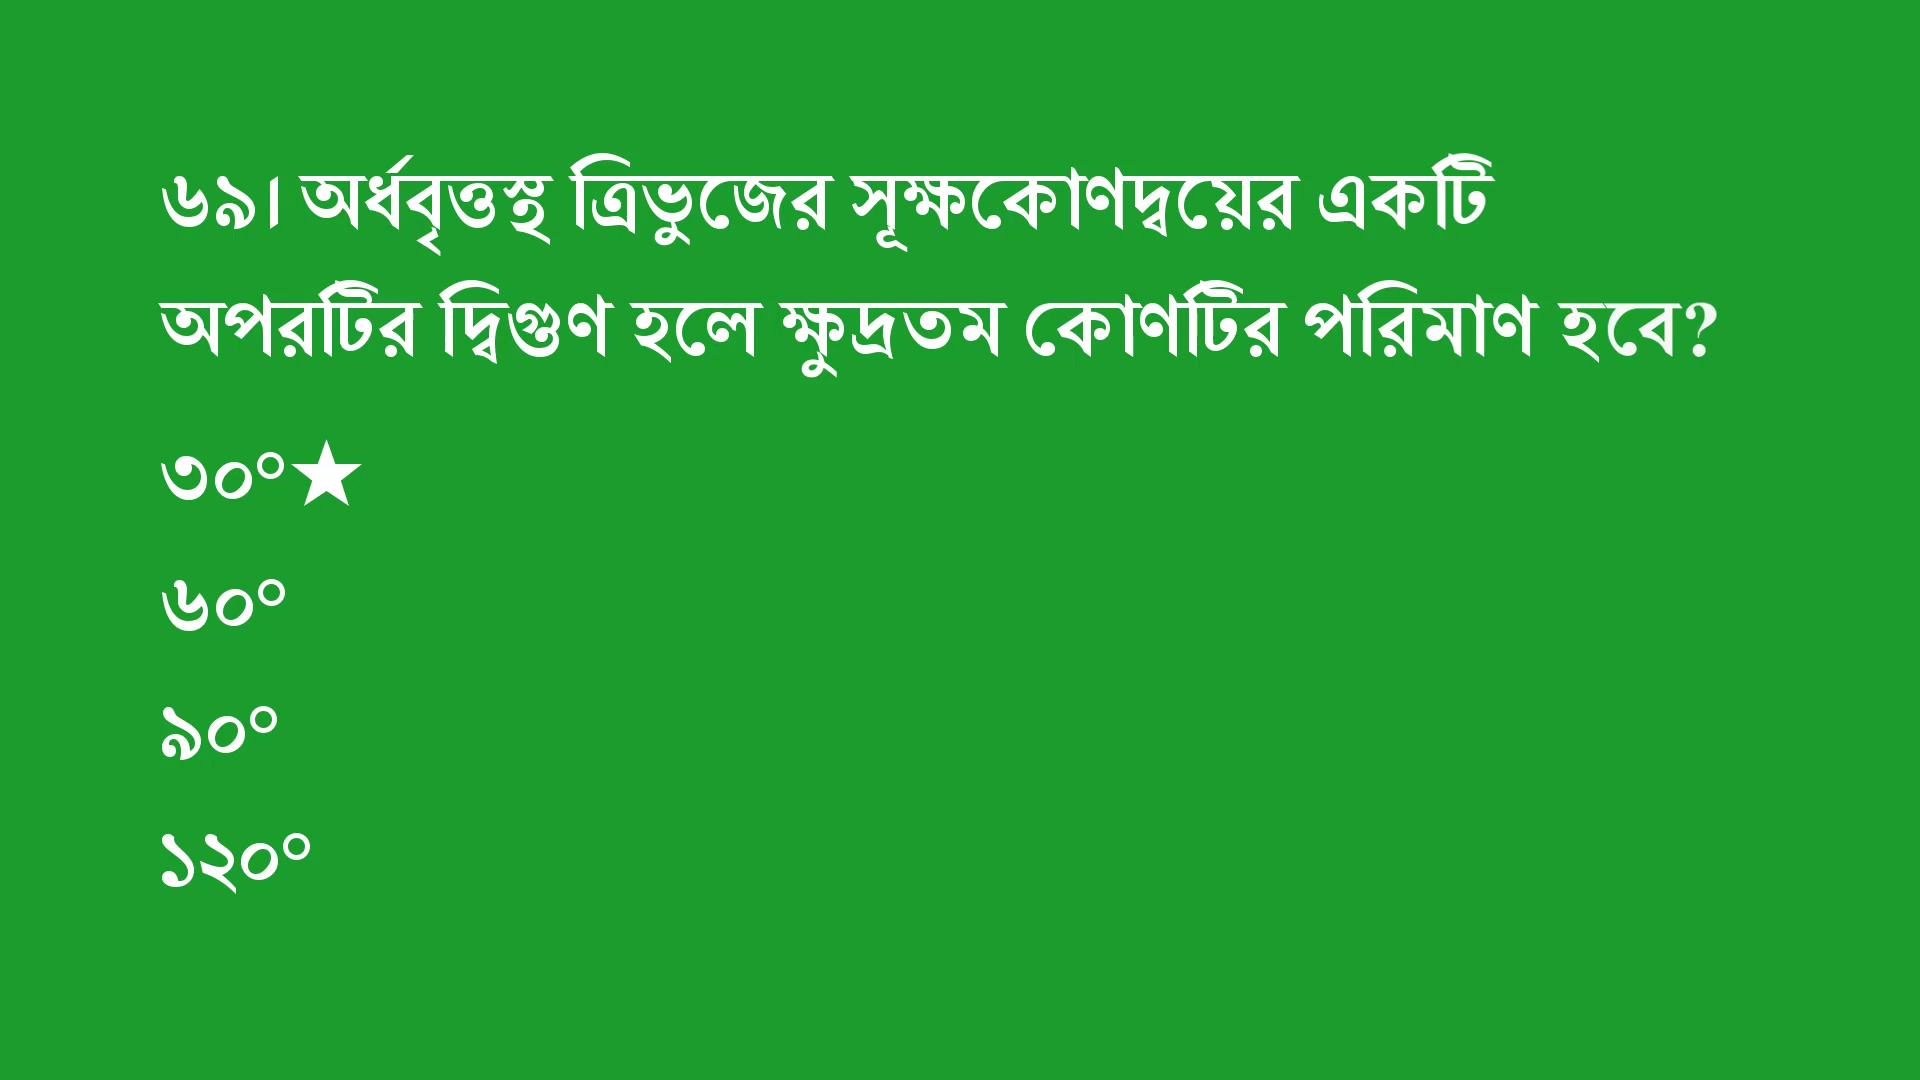 ৬৯। অর্ধবৃত্তস্থ ত্রিভুজের সূক্ষকোণদ্বয়ের একটি
অপরটির দ্বিগুণ হলে ক্ষুদ্রতম কোণটির পরিমাণ হবে?
৩০°★
৬০°
৯০°
১২০°